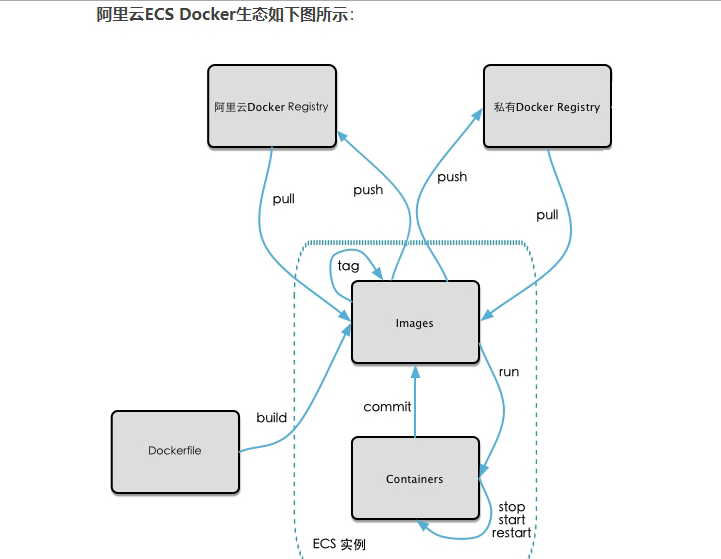 阿里云ECS Docker生态如下图所示：
阿里云Docker Registry
私有Docker Registry
pull
push
push
pull
tag
Images
run
build
commit
Dockerfile
Containers
stop
start
restart
ECS 实例